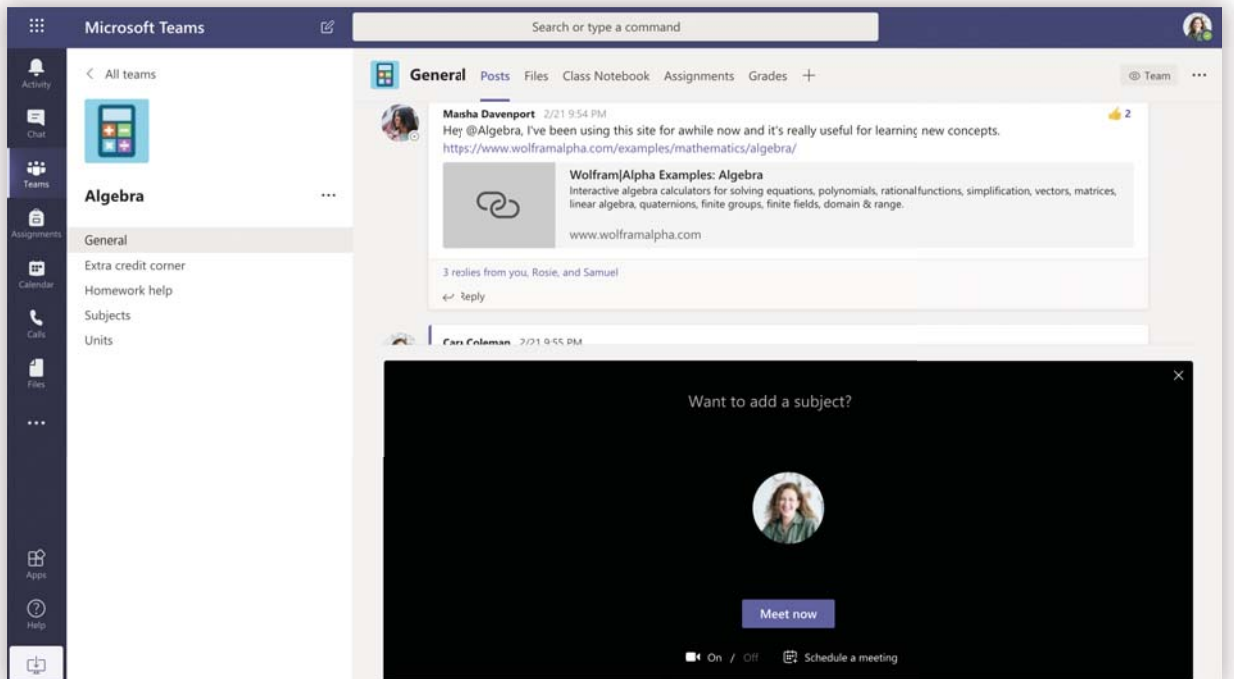 Microsoft Teams
Search or type a command
Activity
Chat
Teams
Assignments
Calendar
Calls
Files
Apps
Help
All teams
Algebra
General
Extra credit corner
Homework help
Subjects
Units
General Posts Files Class Notebook Assignments Grades +
Team
Maisha Davenport 2/21 9:54 PM
2
Hey @Algebra, I've been using this site for awhile now and it's really useful for learning new concepts.
https://www.wolframalpha.com/examples/mathematics/algebra/
Wolfram|Alpha Examples: Algebra
Interactive algebra calculators for solving equations, polynomials, rational functions, simplification, vectors, matrices,
linear algebra, quaternions, finite groups, finite fields, domain & range.
www.wolframalpha.com
3 replies from you, Rosie, and Samuel
Reply
Cara Coleman 2/21 9:55 PM
Want to add a subject?
Meet now
On / Off
Schedule a meeting